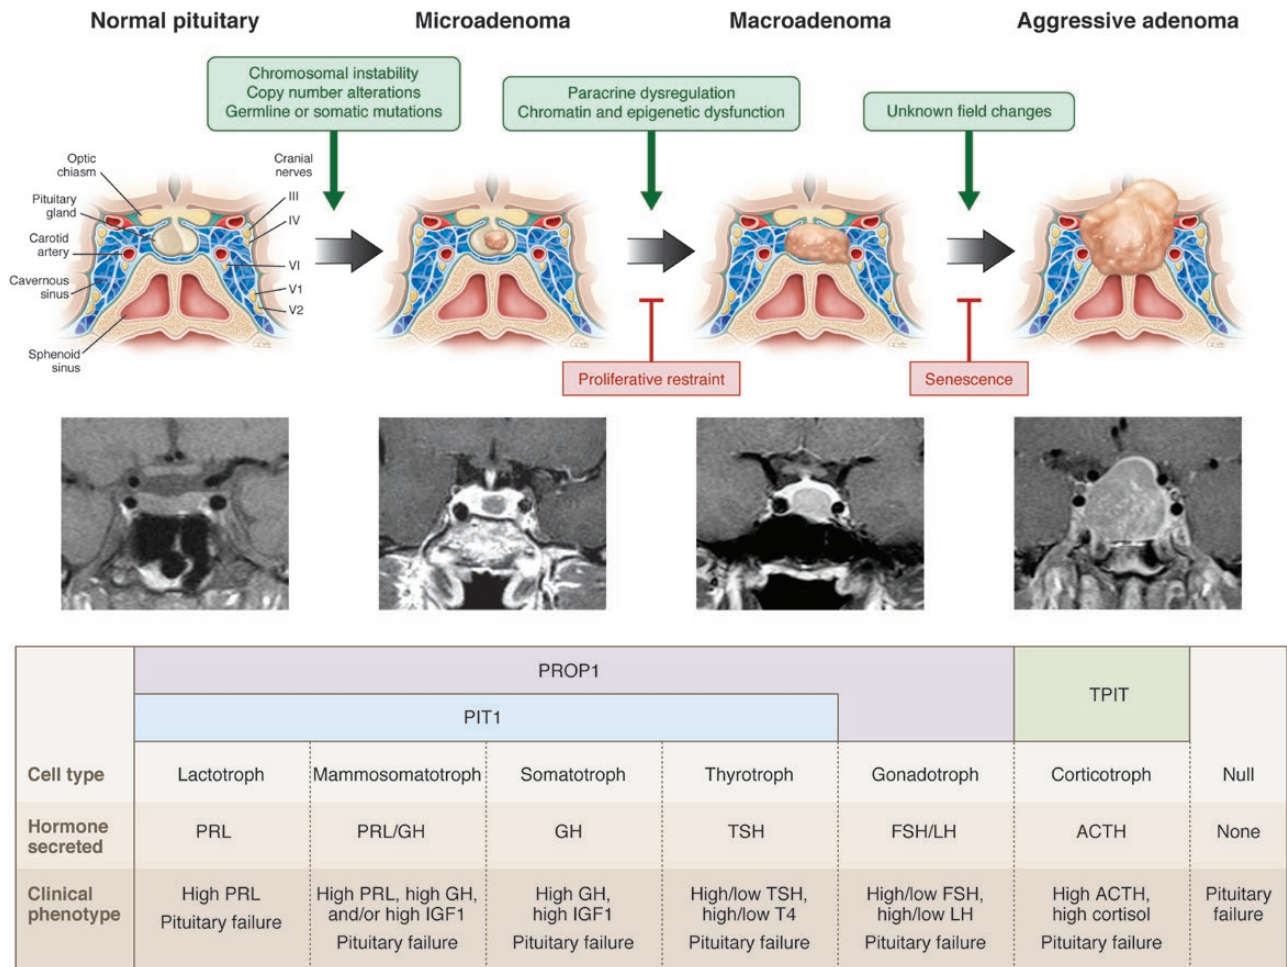 Normal pituitary
Microadenoma
Macroadenoma
Aggressive adenoma
Chromosomal instability
Copy number alterations
Germline or somatic mutations
Paracrine dysregulation
Chromatin and epigenetic dysfunction
Unknown field changes
Optic
chiasm
Pituitary
gland
Carotid
artery
Cavernous
sinus
Sphenoid
sinus
Cranial
nerves
III
IV
VI
V1
V2
Proliferative restraint
Senescence
PROP1
PIT1
TPIT
Cell type
Lactotroph
Mammosomatotroph
Somatotroph
Thyrotroph
Gonadotroph
Corticotroph
Null
Hormone
secreted
PRL
PRL/GH
GH
TSH
FSH/LH
ACTH
None
Clinical
phenotype
High PRL
Pituitary failure
High PRL, high GH,
and/or high IGF1
Pituitary failure
High GH,
high IGF1
Pituitary failure
High/low TSH,
high/low T4
Pituitary failure
High/low FSH,
high/low LH
Pituitary failure
High ACTH,
high cortisol
Pituitary failure
Pituitary
failure